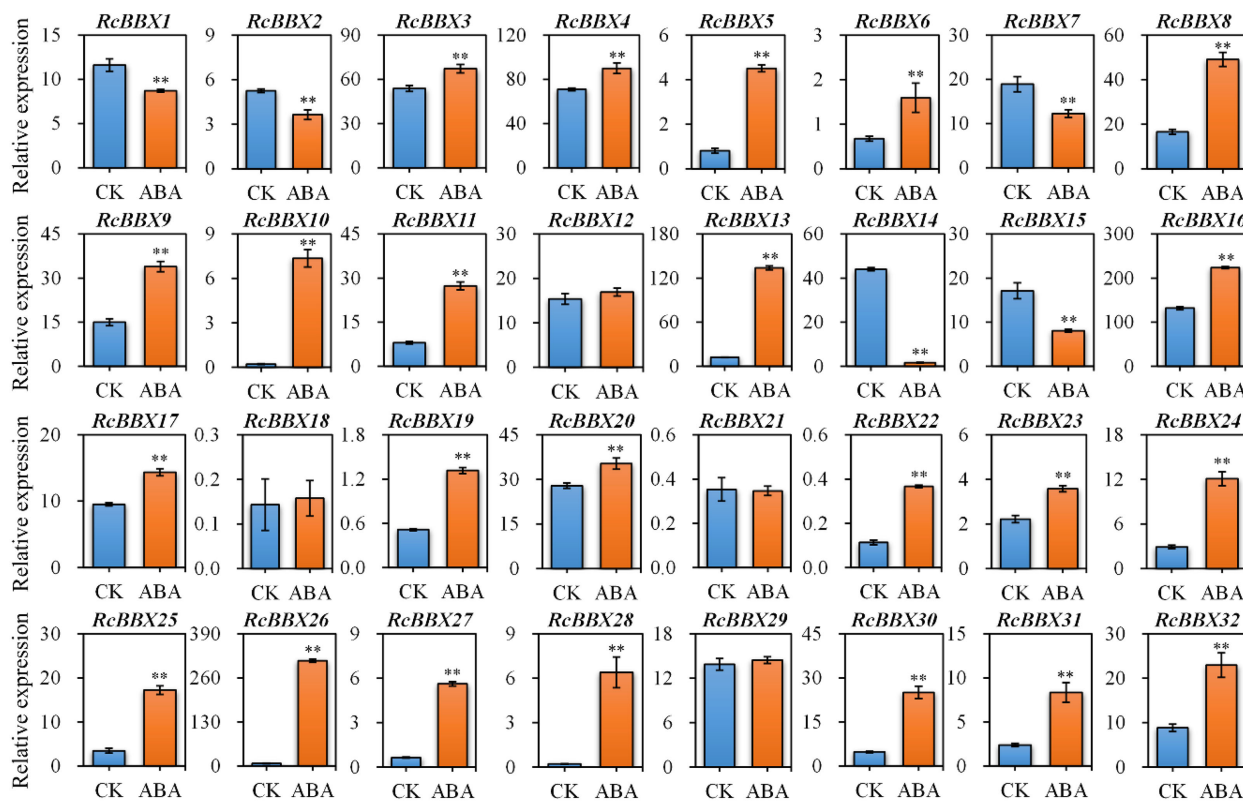 RcBBX1 RcBBX2 RcBBX3 RcBBX4 RcBBX5 RcBBX6 RcBBX7 RcBBX8
Relative expression
15 9 90 120 5 3 30 60
** ** ** ** ** ** ** **
10 6 60 80 4 2 20 40
5 3 30 40 2 1 10 20
0 0 0 0 1 0 0 0
0
CK ABA CK ABA CK ABA CK ABA CK ABA CK ABA CK ABA CK ABA
RcBBX9 RcBBX10 RcBBX11 RcBBX12 RcBBX13 RcBBX14 RcBBX15 RcBBX16
Relative expression
45 9 45 30 180 60 30 300
** ** ** ** ** ** **
30 6 30 20 120 40 20 200
15 3 15 10 60 20 10 100
0 0 0 0 0 0 0 0
CK ABA CK ABA CK ABA CK ABA CK ABA CK ABA CK ABA CK ABA
RcBBX17 RcBBX18 RcBBX19 RcBBX20 RcBBX21 RcBBX22 RcBBX23 RcBBX24
Relative expression
20 0.3 1.8 45 0.6 0.6 6 18
** ** ** ** ** **
0.2 1.2 30 0.4 0.4 4 12
10 0.1 0.6 15 0.2 0.2 2 6
0 0.0 0.0 0 0.0 0.0 0 0
CK ABA CK ABA CK ABA CK ABA CK ABA CK ABA CK ABA CK ABA
RcBBX25 RcBBX26 RcBBX27 RcBBX28 RcBBX29 RcBBX30 RcBBX31 RcBBX32
Relative expression
30 390 9 9 18 45 15 30
** ** ** ** ** ** **
20 260 6 6 12 30 10 20
10 130 3 3 6 15 5 10
0 0 0 0 0 0 0 0
CK ABA CK ABA CK ABA CK ABA CK ABA CK ABA CK ABA CK ABA